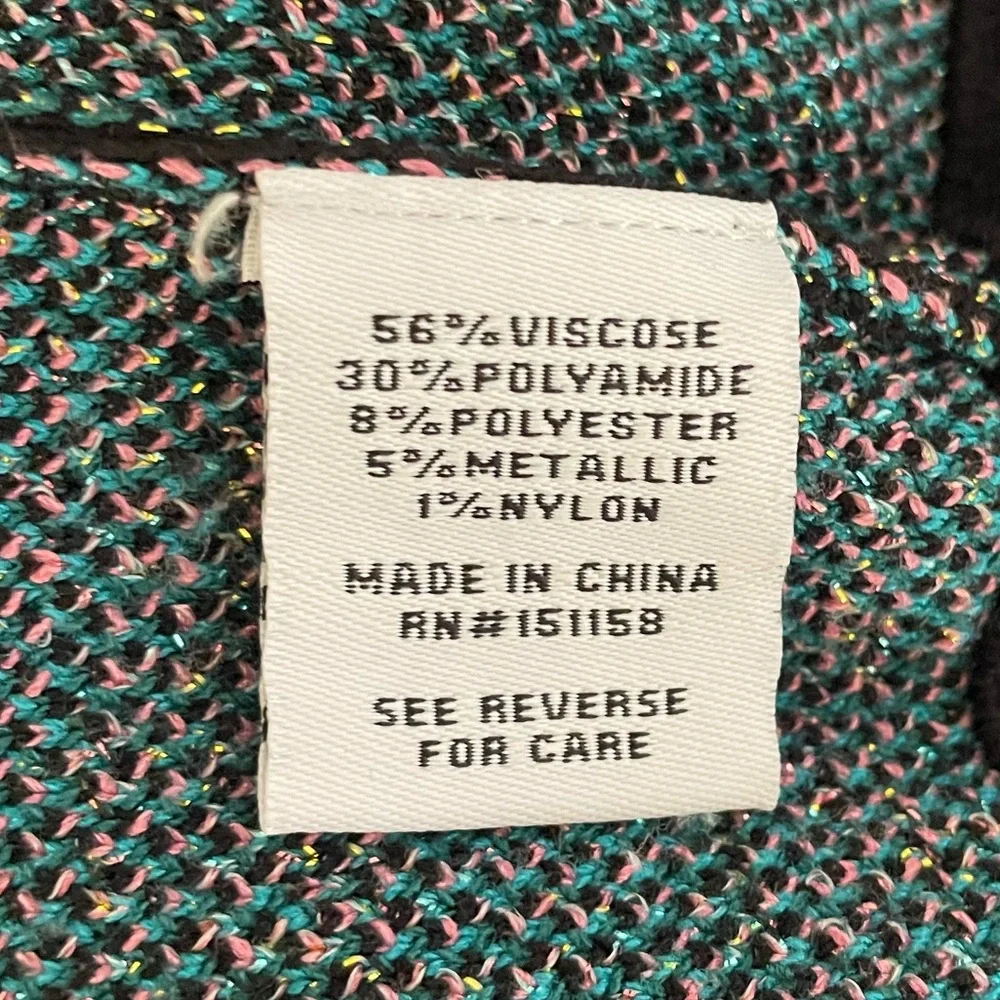 56% VISCOSE
30% POLYAMIDE
8% POLYESTER
5% METALLIC
1% NYLON
MADE IN CHINA
RN#151158
SEE REVERSE
FOR CARE